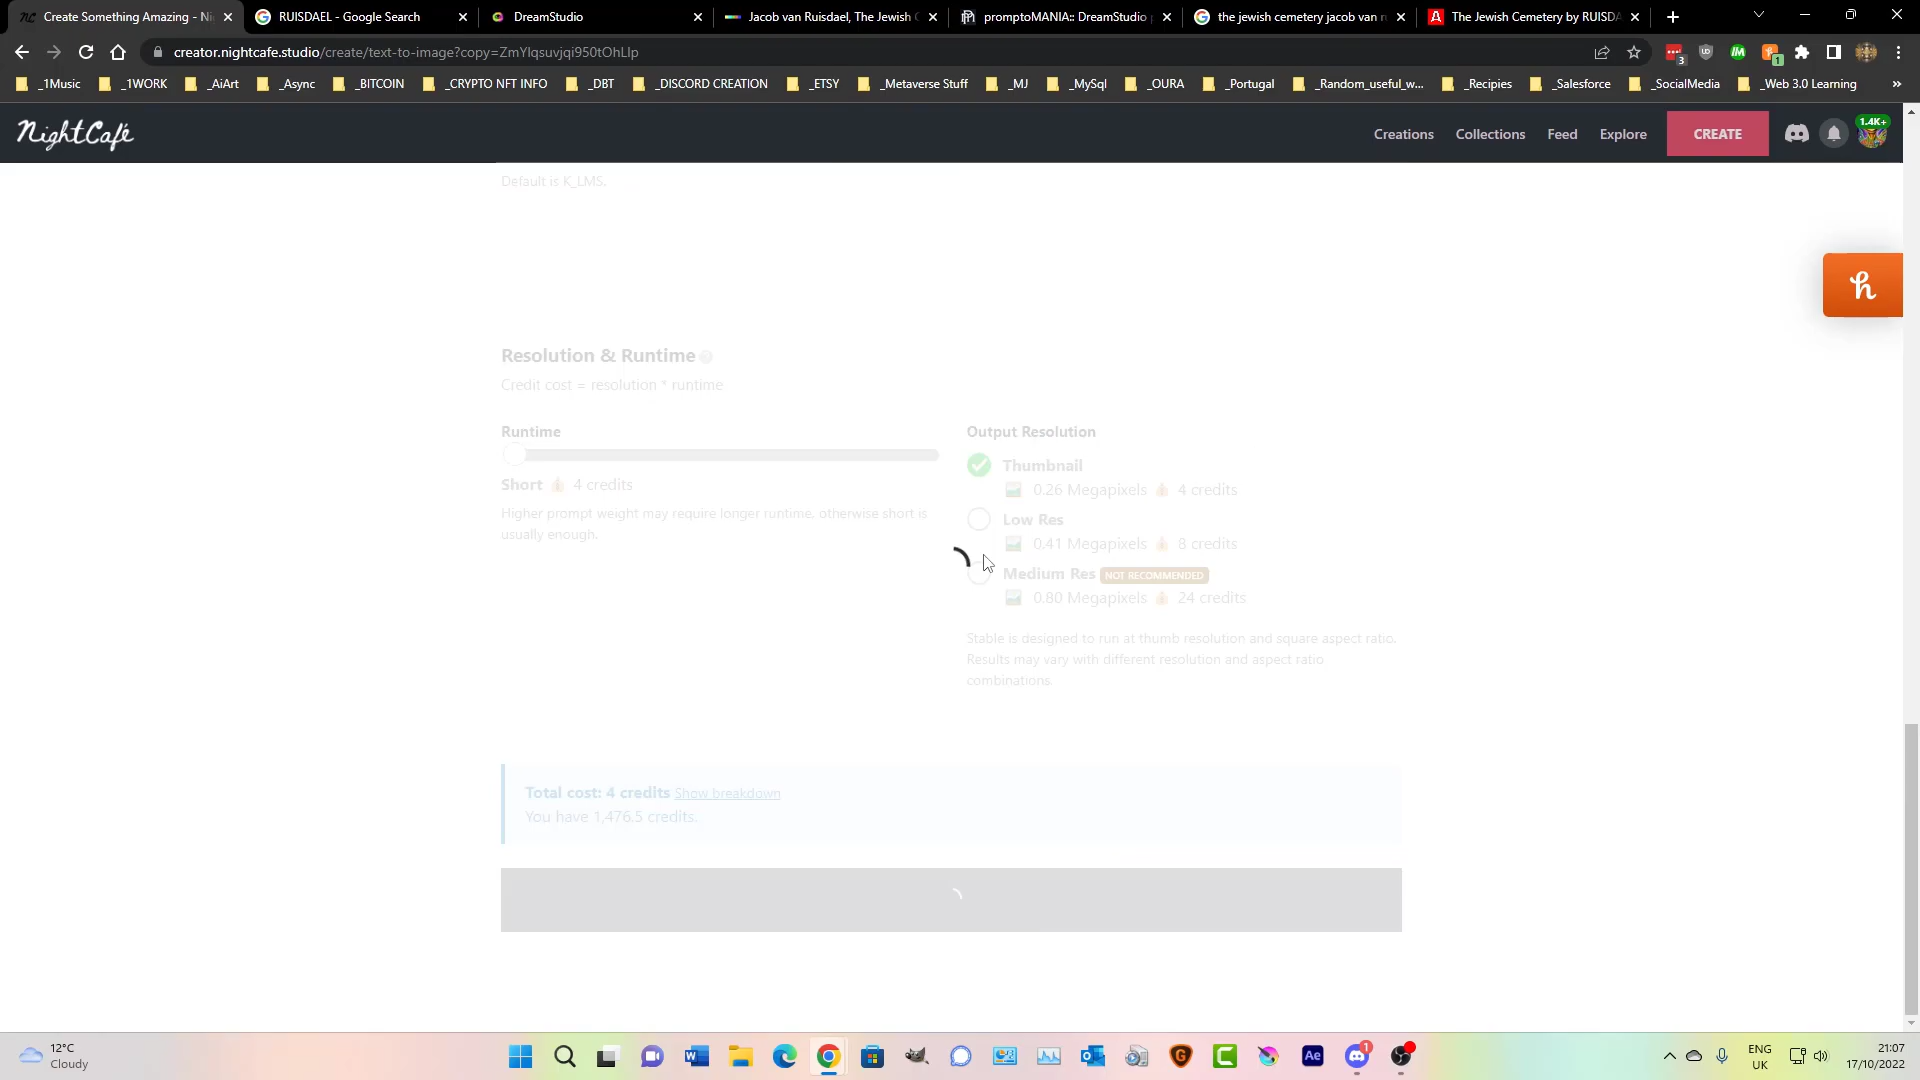 Create Something Amazing - Ni
RUISDAEL - Google Search
DreamStudio
Jacob van Ruisdael, The Jewish C
promptoMANIA:: DreamStudio p
the jewish cemetery jacob van r
The Jewish Cemetery by RUISDA
creator.nightcafe.studio/create/text-to-image?copy=ZmYIqsuvjqi950tOhLIp
3
1
_1Music
_1WORK
_AiArt
_Async
_BITCOIN
_CRYPTO NFT INFO
_DBT
_DISCORD CREATION
_ETSY
_Metaverse Stuff
_MJ
_MySql
_OURA
_Portugal
_Random_useful_w...
_Recipies
_Salesforce
_SocialMedia
_Web 3.0 Learning
»
NightCafé
Creations
Collections
Feed
Explore
CREATE
1.4K+
Default is K_LMS.
Resolution & Runtime
Credit cost = resolution * runtime
Runtime
Short 4 credits
Higher prompt weight may require longer runtime, otherwise short is
usually enough.
Output Resolution
Thumbnail
0.26 Megapixels 4 credits
Low Res
0.41 Megapixels 8 credits
Medium Res NOT RECOMMENDED
0.80 Megapixels 24 credits
Stable is designed to run at thumb resolution and square aspect ratio.
Results may vary with different resolution and aspect ratio
combinations.
Total cost: 4 credits Show breakdown
You have 1,476.5 credits.
12°C
Cloudy
Ae
1
ENG
UK
21:07
17/10/2022